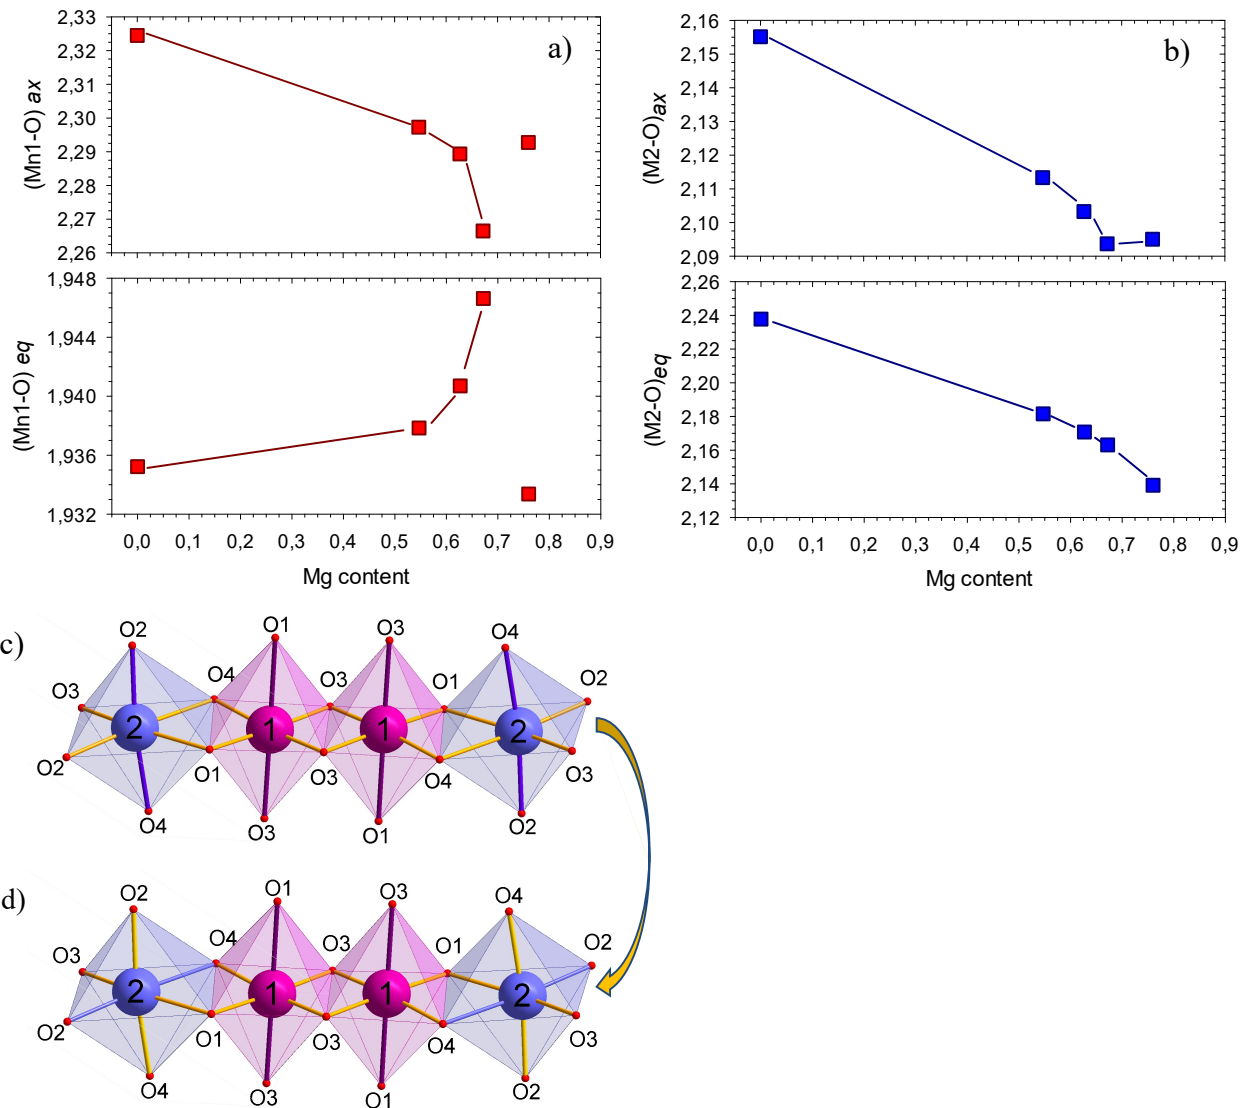 a)
(Mn1-O) ax
2,33
2,32
2,31
2,30
2,29
2,28
2,27
2,26
(Mn1-O) eq
1,948
1,944
1,940
1,936
1,932
0,0 0,1 0,2 0,3 0,4 0,5 0,6 0,7 0,8 0,9
Mg content
b)
(M2-O)ax
2,16
2,15
2,14
2,13
2,12
2,11
2,10
2,09
(M2-O)eq
2,26
2,24
2,22
2,20
2,18
2,16
2,14
2,12
0,0 0,1 0,2 0,3 0,4 0,5 0,6 0,7 0,8 0,9
Mg content
c)
O2 O1 O3 O4
O3 O4 O3 O1 O2
2 1 1 2
O2 O1 O3 O4 O3
O4 O3 O1 O2
d)
O2 O1 O3 O4
O3 O4 O3 O1 O2
2 1 1 2
O2 O1 O3 O4 O3
O4 O3 O1 O2